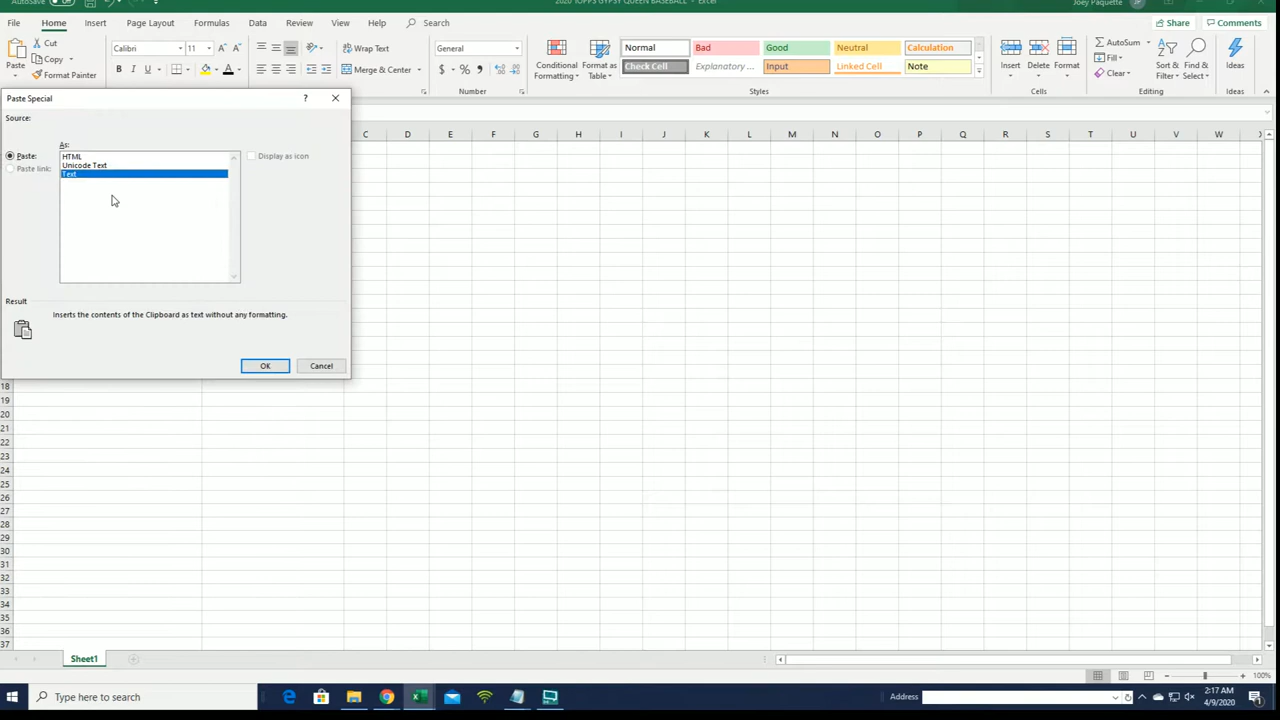 AutoSave
2020 TOPPS GYPSY QUEEN BASEBALL - Excel
Joey Paquette
JP
File Home Insert Page Layout Formulas Data Review View Help Search
Share Comments
Paste
Cut
Copy
Format Painter
Calibri 11
B I U
Wrap Text
Merge & Center
General
$ % ,
Number
Conditional Formatting
Format as Table
Normal Bad Good Neutral Calculation
Check Cell Explanatory ... Input Linked Cell Note
Styles
Insert Delete Format
Cells
AutoSum
Fill
Clear
Sort & Filter
Find & Select
Editing
Ideas
Ideas
Paste Special
?
Source:
As:
Paste:
Paste link:
HTML
Unicode Text
Text
Display as icon
Result
Inserts the contents of the Clipboard as text without any formatting.
OK Cancel
C D E F G H I J K L M N O P Q R S T U V W X
18
19
20
21
22
23
24
25
26
27
28
29
30
31
32
33
34
35
36
37
Sheet1
100%
Type here to search
Address
2:17 AM
4/9/2020
1